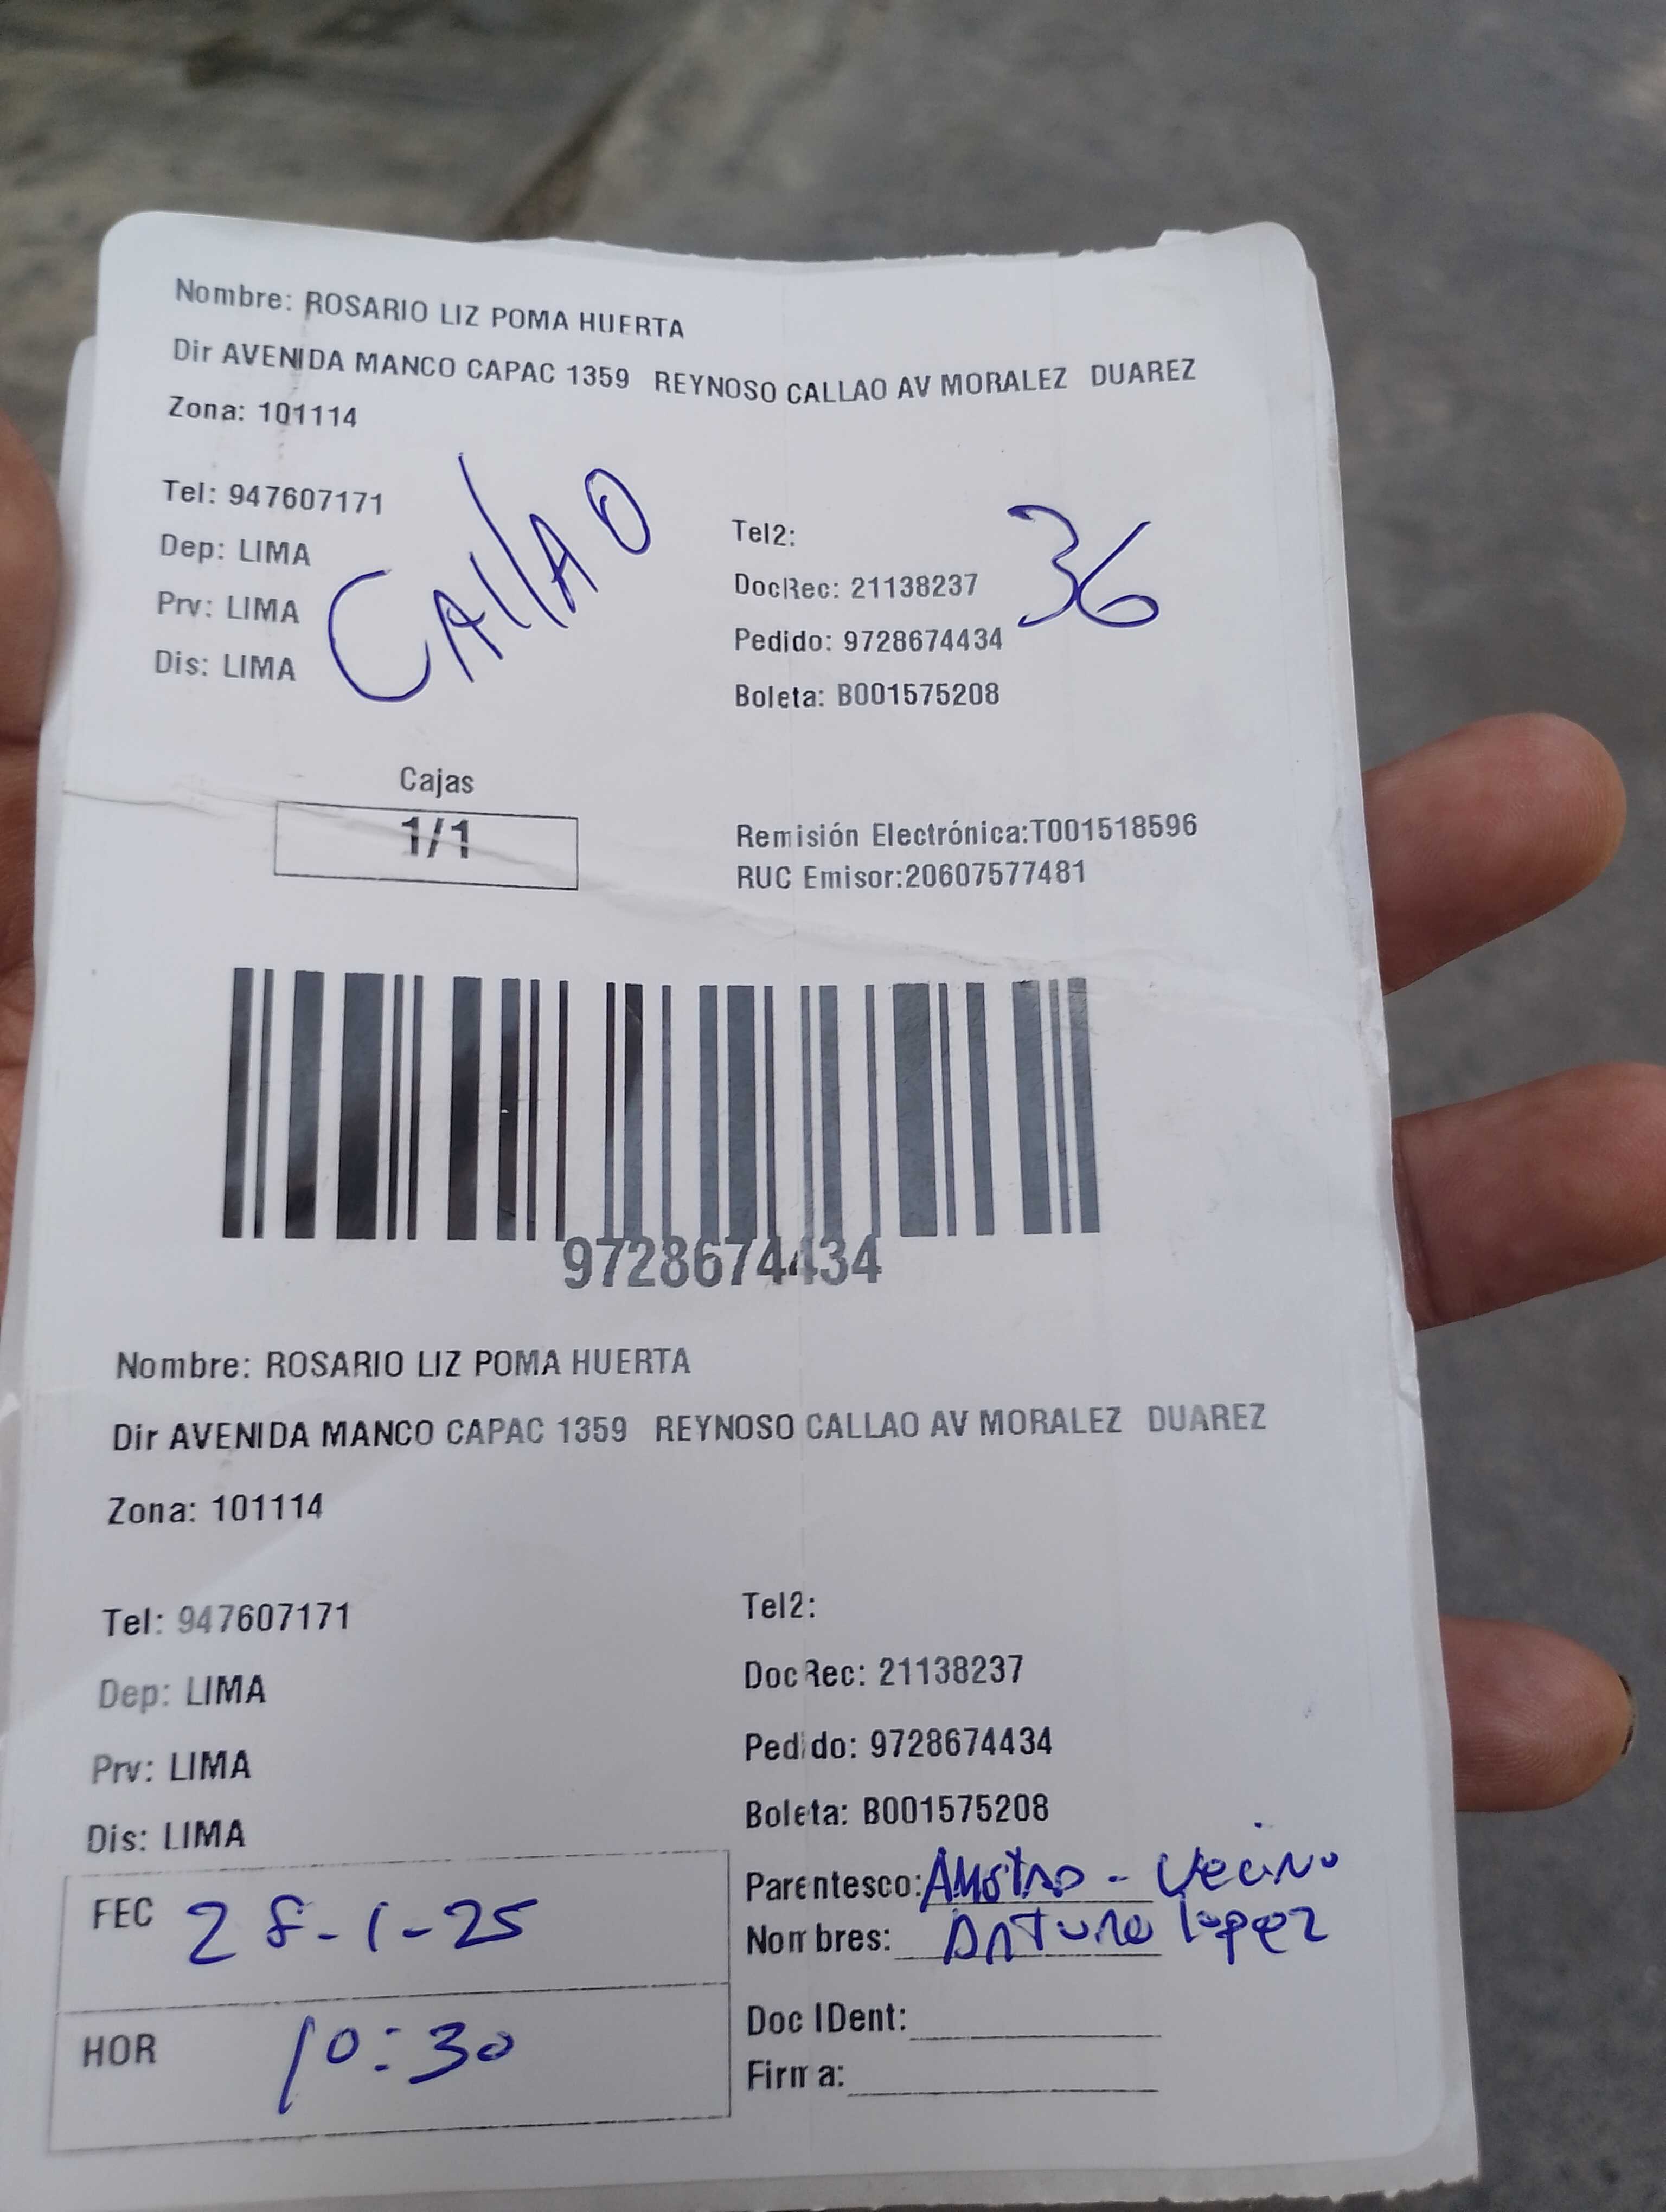 Nombre: ROSARIO LIZ POMA HUERTA
Dir AVENIDA MANCO CAPAC 1359 REYNOSO CALLAO AV MORALEZ DUAREZ
Zona: 101114
Tel: 947607171
Dep: LIMA
Prv: LIMA
Dis: LIMA
CALLAO
Tel2:
DocRec: 21138237
Pedido: 9728674434
Boleta: B001575208
36
Cajas
1/1
Remisión Electrónica:T001518596
RUC Emisor:20607577481
9728674434
Nombre: ROSARIO LIZ POMA HUERTA
Dir AVENIDA MANCO CAPAC 1359 REYNOSO CALLAO AV MORALEZ DUAREZ
Zona: 101114
Tel: 947607171
Dep: LIMA
Prv: LIMA
Dis: LIMA
Tel2:
DocRec: 21138237
Pedido: 9728674434
Boleta: B001575208
FEC 28-1-25
HOR 10:30
Parentesco: - Vecino
Nombres: ARTURO lopez
Doc IDent:
Firma: